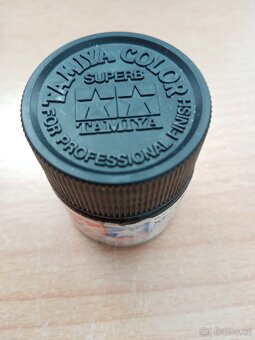 TAMIYA COLOR
SUPERB
TAMIYA
FOR PROFESSIONAL FINISH